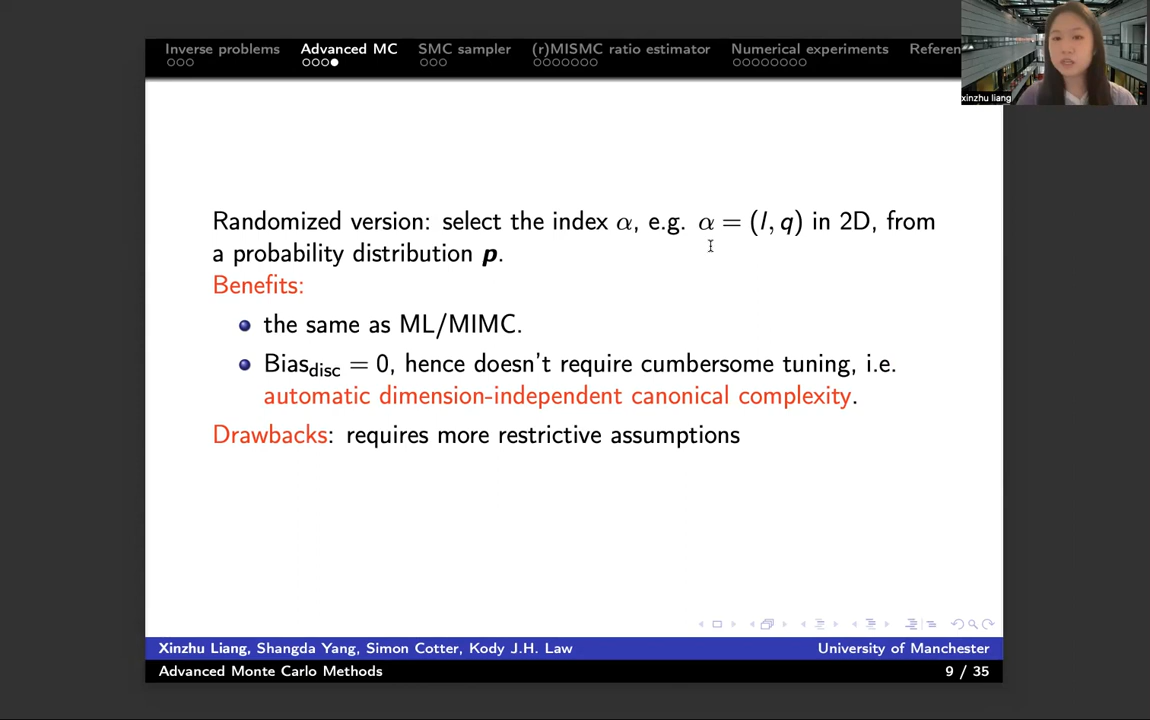 Inverse problems Advanced MC SMC sampler (r)MISMC ratio estimator Numerical experiments Referen
xinzhu liang
Randomized version: select the index α, e.g. α = (l, q) in 2D, from
a probability distribution p.
Benefits:
the same as ML/MIMC.
Bias_disc = 0, hence doesn't require cumbersome tuning, i.e.
automatic dimension-independent canonical complexity.
Drawbacks: requires more restrictive assumptions
Xinzhu Liang, Shangda Yang, Simon Cotter, Kody J.H. Law University of Manchester
Advanced Monte Carlo Methods 9 / 35